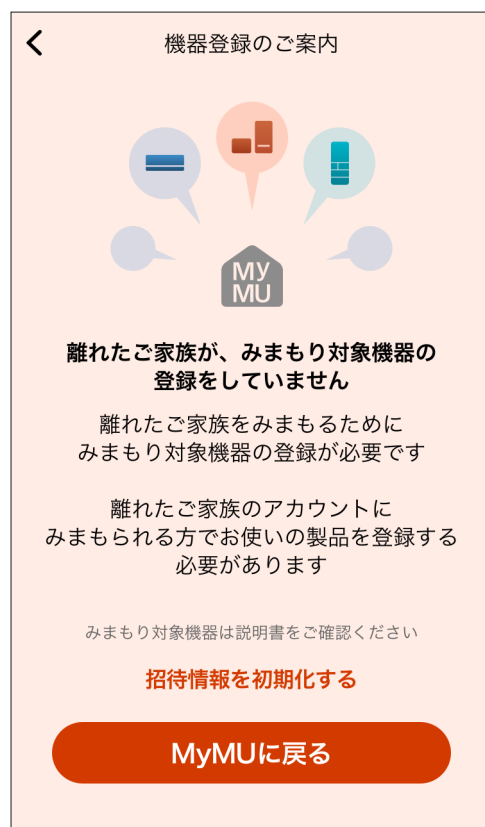 機器登録のご案内
My
MU
離れたご家族が、みまもり対象機器の
登録をしていません
離れたご家族をみまもるために
みまもり対象機器の登録が必要です
離れたご家族のアカウントに
みまもられる方でお使いの製品を登録する
必要があります
みまもり対象機器は説明書をご確認ください
招待情報を初期化する
MyMUに戻る